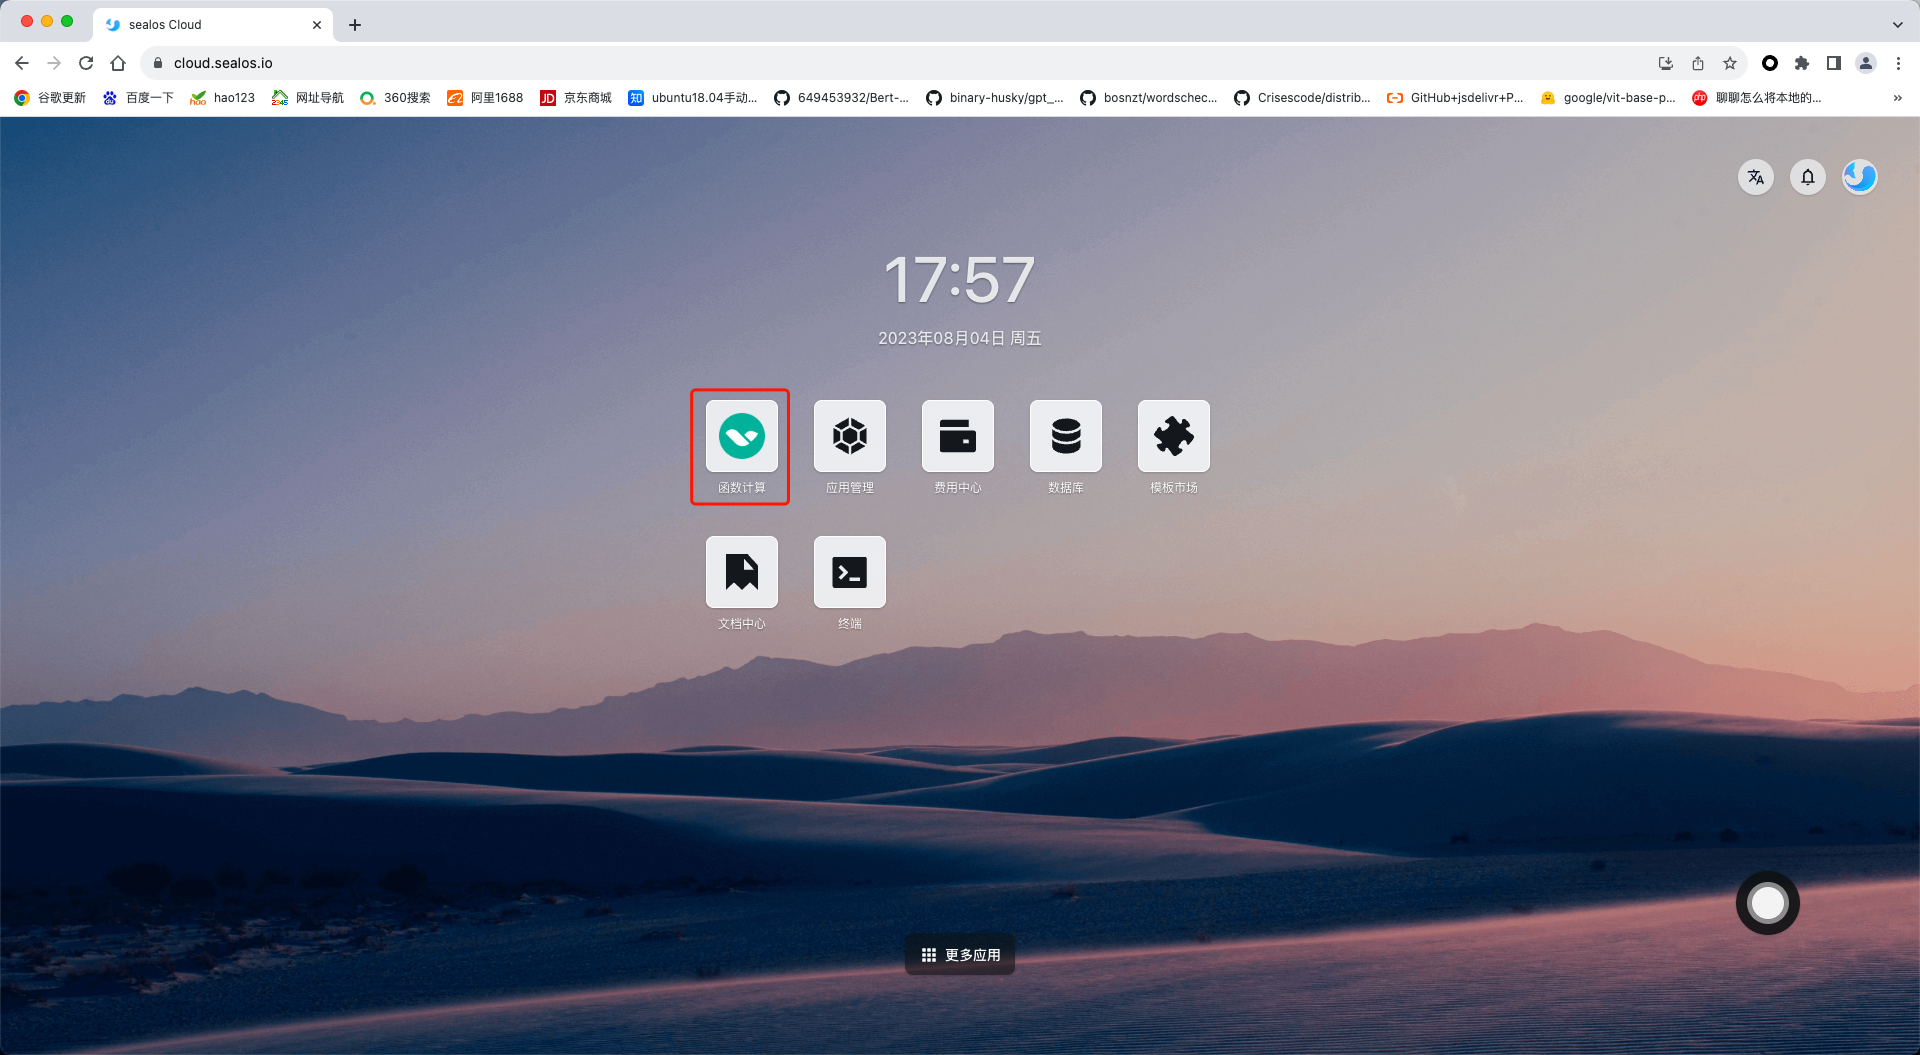 sealos Cloud
cloud.sealos.io
谷歌更新 百度一下 hao123 网址导航 360搜索 阿里1688 京东商城 ubuntu18.04手动... 649453932/Bert-... binary-husky/gpt_... bosnzt/wordschec... Crisescode/distrib... GitHub+jsdelivr+P... google/vit-base-p... 聊聊怎么将本地的...
17:57
2023年08月04日 周五
函数计算 应用管理 费用中心 数据库 模板市场
文档中心 终端
更多应用